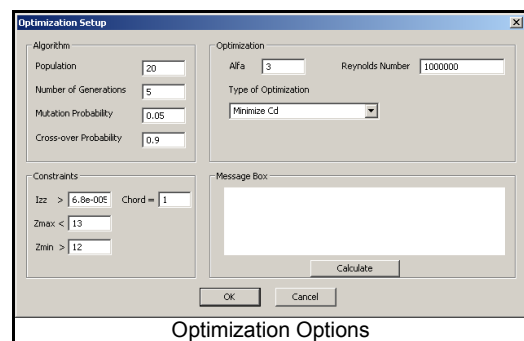 Optimization Setup
Algorithm
Population 20
Number of Generations 5
Mutation Probability 0.05
Cross-over Probability 0.9
Optimization
Alfa 3 Reynolds Number 1000000
Type of Optimization
Minimize Cd
Constraints
Izz > 6.8e-005 Chord = 1
Zmax < 13
Zmin > 12
Message Box
Calculate
OK Cancel
Optimization Options